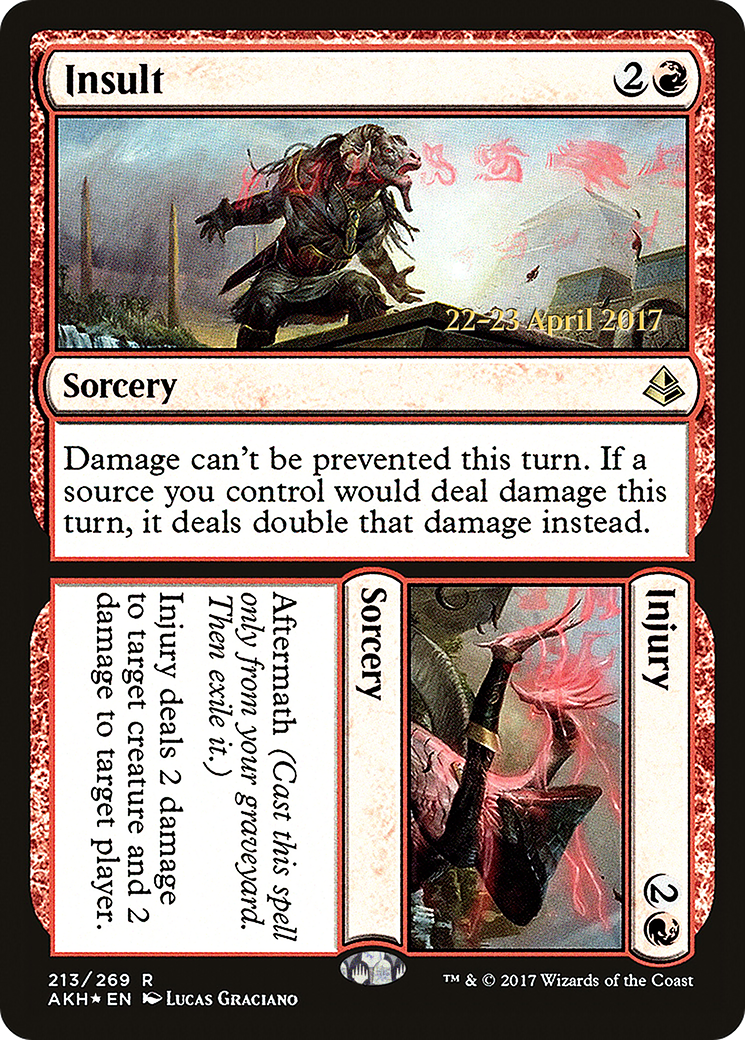 Insult
2
22-23 April 2017
Sorcery
Damage can't be prevented this turn. If a
source you control would deal damage this
turn, it deals double that damage instead.
Injury
2
Sorcery
Aftermath (Cast this spell
only from your graveyard.
Then exile it.)
Injury deals 2 damage
to target creature and 2
damage to target player.
213/269 R
AKH★EN Lucas Graciano
™ & © 2017 Wizards of the Coast